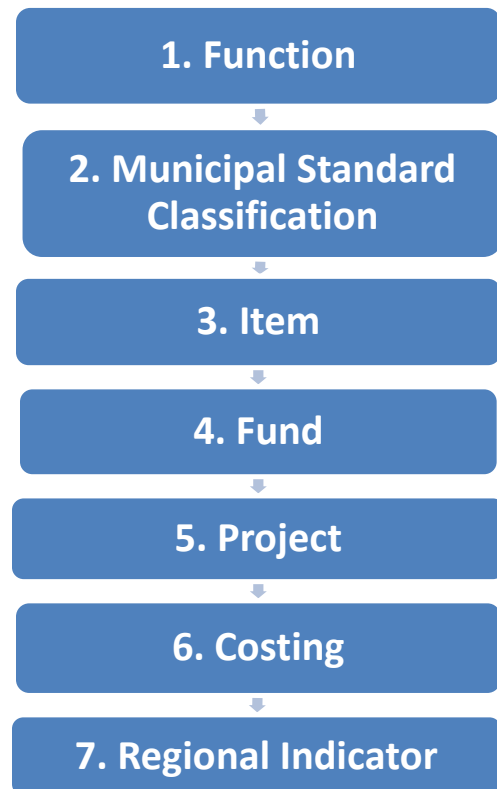 1. Function
2. Municipal Standard
Classification
3. Item
4. Fund
5. Project
6. Costing
7. Regional Indicator